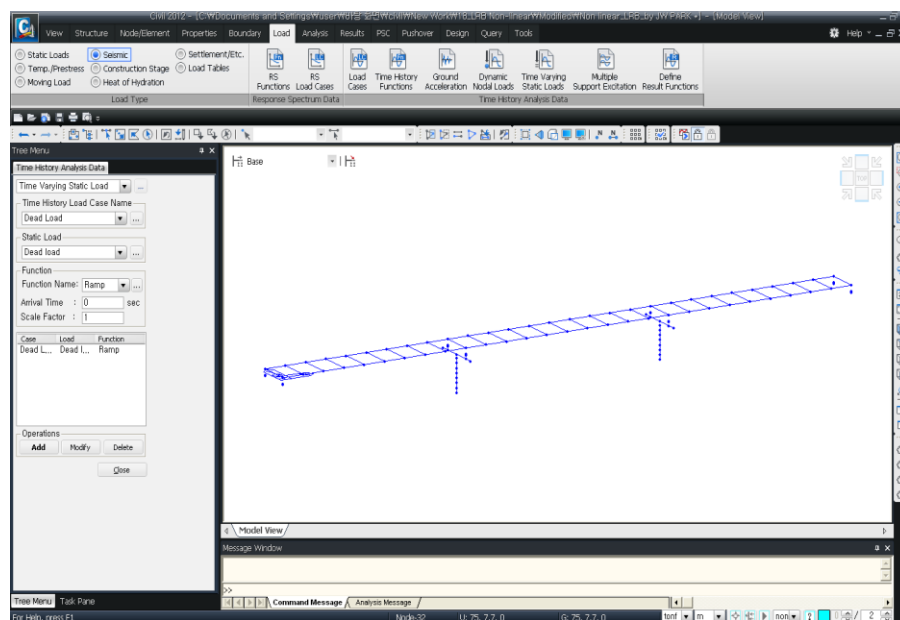 Civil 2012 - [C:\Documents and Settings\user\바탕 화면\CIVIL\New Work\16_LRB Non-linear\Modified\Non linear_LRB_by JW PARK *] - [Model View]
View Structure Node/Element Properties Boundary Load Analysis Results PSC Pushover Design Query Tools Help
Static Loads Seismic Settlement/Etc.
Temp./Prestress Construction Stage Load Tables
Moving Load Heat of Hydration
RS Functions RS Load Cases Load Cases Time History Functions Ground Acceleration Dynamic Nodal Loads Time Varying Static Loads Multiple Support Excitation Define Result Functions
Load Type Response Spectrum Data Time History Analysis Data
Tree Menu
Base
TOP
Time History Analysis Data
Time Varying Static Load ...
Time History Load Case Name
Dead Load ...
Static Load
Dead load ...
Function
Function Name: Ramp ...
Arrival Time : 0 sec
Scale Factor : 1
Case Load Function
Dead L... Dead l... Ramp
Operations
Add Modify Delete
Close
Model View
Message Window
>>
Command Message Analysis Message
Tree Menu Task Pane
For Help, press F1 Node-32 U: 75, 7.7, 0 G: 75, 7.7, 0 tonf m non 2